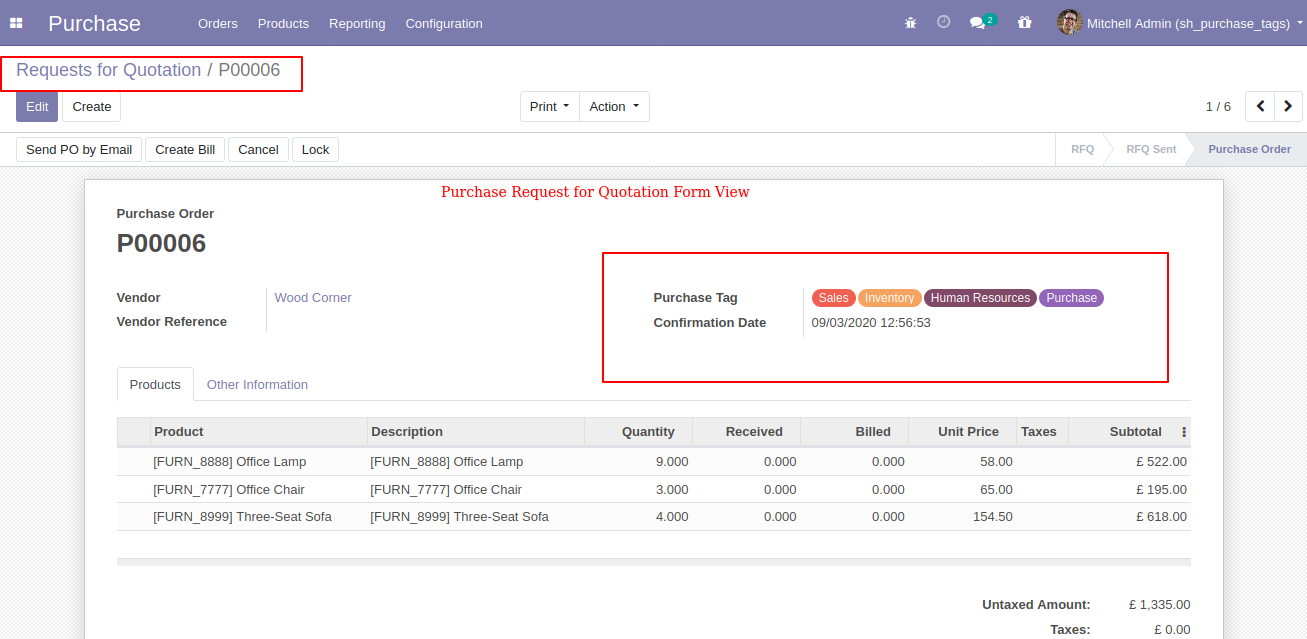 Purchase Orders Products Reporting Configuration 2 Mitchell Admin (sh_purchase_tags)
Requests for Quotation / P00006
Edit Create Print Action 1 / 6
Send PO by Email Create Bill Cancel Lock RFQ RFQ Sent Purchase Order
Purchase Request for Quotation Form View
Purchase Order
P00006
Vendor Wood Corner Purchase Tag Sales Inventory Human Resources Purchase
Vendor Reference Confirmation Date 09/03/2020 12:56:53
Products Other Information
Product Description Quantity Received Billed Unit Price Taxes Subtotal
[FURN_8888] Office Lamp [FURN_8888] Office Lamp 9.000 0.000 0.000 58.00 £ 522.00
[FURN_7777] Office Chair [FURN_7777] Office Chair 3.000 0.000 0.000 65.00 £ 195.00
[FURN_8999] Three-Seat Sofa [FURN_8999] Three-Seat Sofa 4.000 0.000 0.000 154.50 £ 618.00
Untaxed Amount: £ 1,335.00
Taxes: £ 0.00